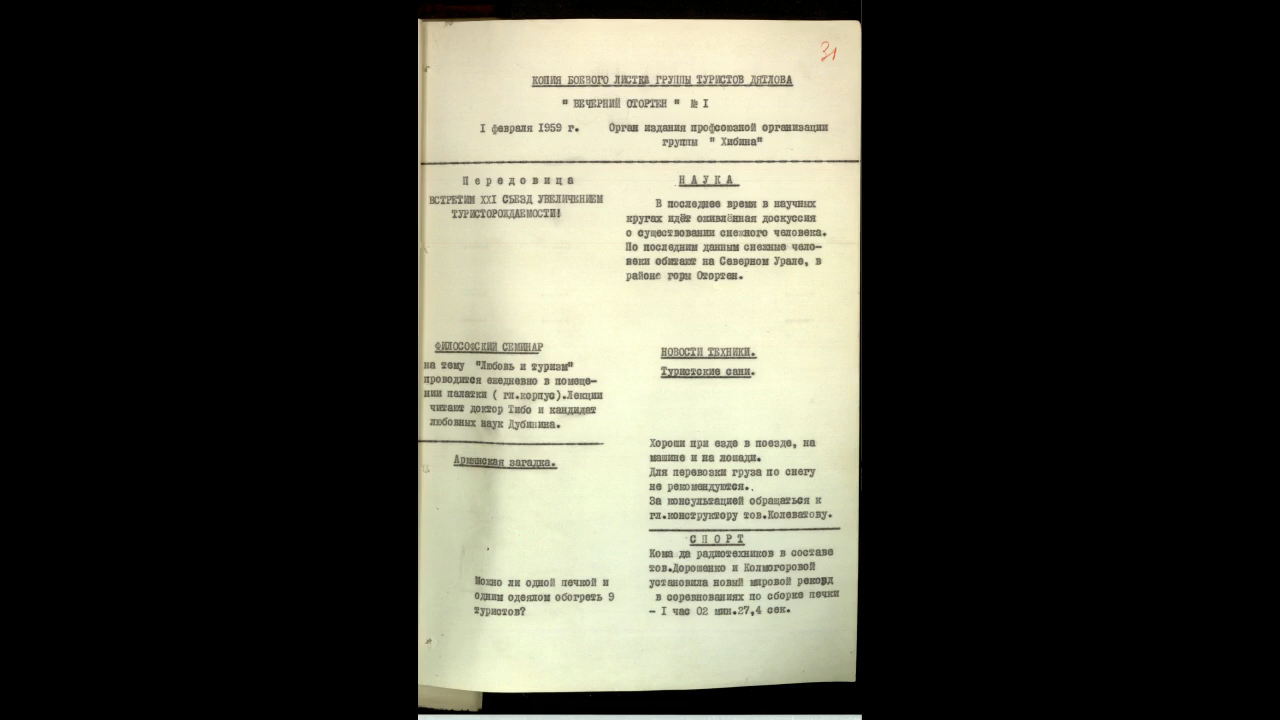 31
КОПИЯ БОЕВОГО ЛИСТКА ГРУППЫ ТУРИСТОВ ДЯТЛОВА
" ВЕЧЕРНИЙ ОТОРТЕН " № I
I февраля 1959 г. Орган издания профсоюзной организации
группы " Хибина"
Передовица
ВСТРЕТИМ XXI СЪЕЗД УВЕЛИЧЕНИЕМ
ТУРИСТОРОЖДАЕМОСТИ!
ФИЛОСОФСКИЙ СЕМИНАР
на тему "Любовь и туризм"
проводится ежедневно в помеще-
нии палатки ( гл.корпус).Лекции
читают доктор Тибо и кандидат
любовных наук Дубинина.
Армянская загадка.
Можно ли одной печкой и
одним одеялом обогреть 9
туристов?
НАУКА
В последнее время в научных
кругах идёт оживлённая доскуссия
о существовании снежного человека.
По последним данным снежные чело-
веки обитают на Северном Урале, в
районе горы Отортен.
НОВОСТИ ТЕХНИКИ.
Туристские сани.
Хороши при езде в поезде, на
машине и на лошади.
Для перевозки груза по снегу
не рекомендуются.
За консультацией обращаться к
гл.конструктору тов.Колеватову.
СПОРТ
Кома да радиотехников в составе
тов.Дорошенко и Колмогоровой
установила новый мировой рекорд
в соревнованиях по сборке печки
- I час 02 мин.27,4 сек.